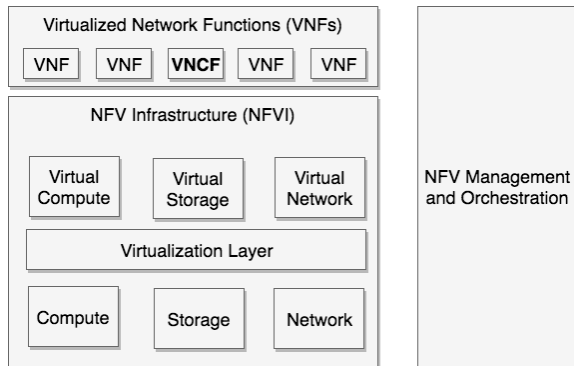 Virtualized Network Functions (VNFs)
VNF VNF VNCF VNF VNF
NFV Infrastructure (NFVI)
Virtual Compute
Virtual Storage
Virtual Network
Virtualization Layer
Compute Storage Network
NFV Management
and Orchestration